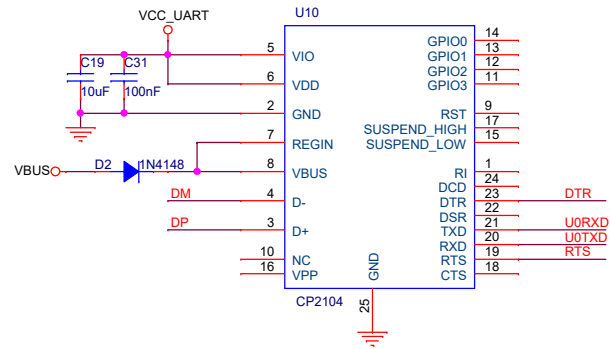 VCC_UART
U10
C19
C31
10uF
100nF
5
VIO
6
VDD
2
GND
7
REGIN
VBUS
D2
1N4148
8
VBUS
DM
4
D-
DP
3
D+
10
NC
16
VPP
GND
25
CP2104
GPIO0
14
GPIO1
13
GPIO2
12
GPIO3
11
RST
9
SUSPEND_HIGH
17
SUSPEND_LOW
15
RI
1
DCD
24
DTR
23
DTR
DSR
22
TXD
21
U0RXD
RXD
20
U0TXD
RTS
19
RTS
CTS
18